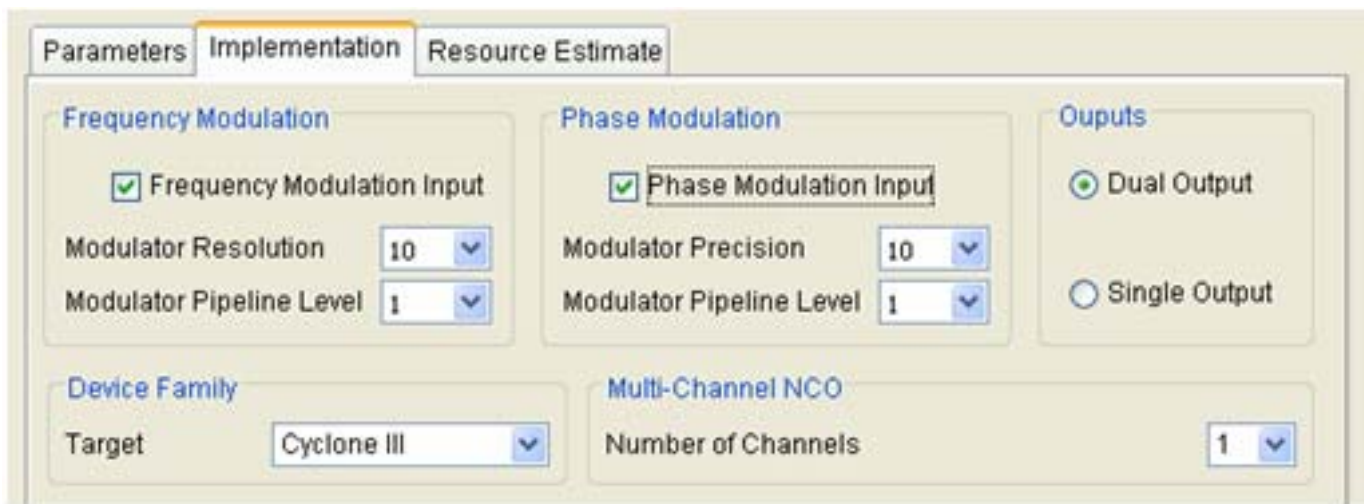 Parameters Implementation Resource Estimate
Frequency Modulation Phase Modulation Ouputs
Frequency Modulation Input Phase Modulation Input Dual Output
Modulator Resolution 10 Modulator Precision 10
Modulator Pipeline Level 1 Modulator Pipeline Level 1 Single Output
Device Family Multi-Channel NCO
Target Cyclone III Number of Channels 1